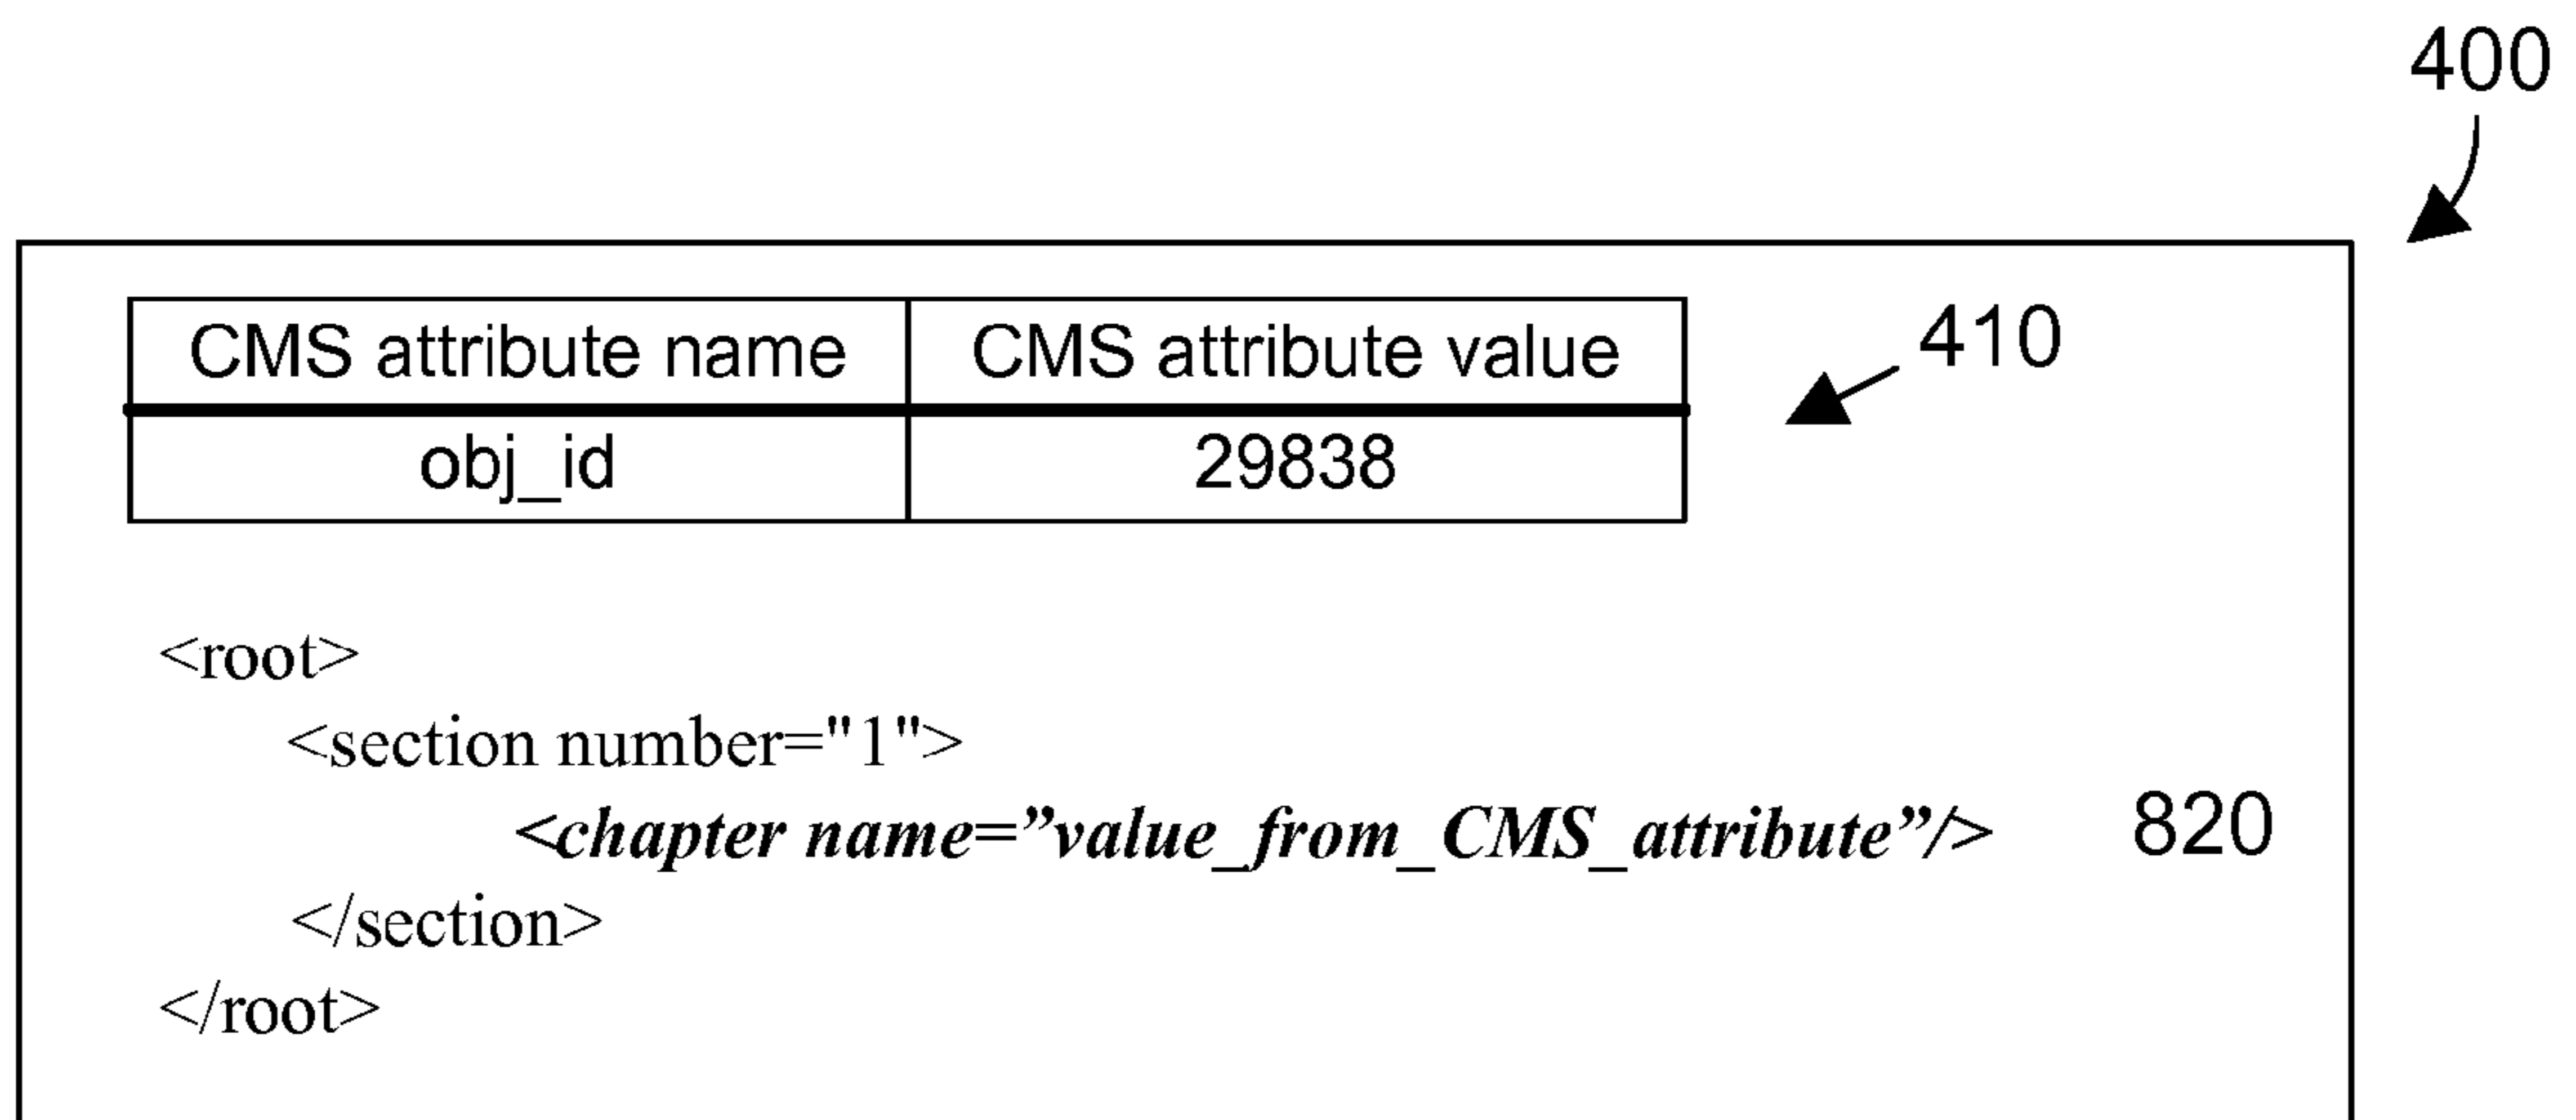 400
CMS attribute name CMS attribute value
410
obj_id 29838
<root>
<section number="1">
<chapter name=”value_from_CMS_attribute”/> 820
</section>
</root>